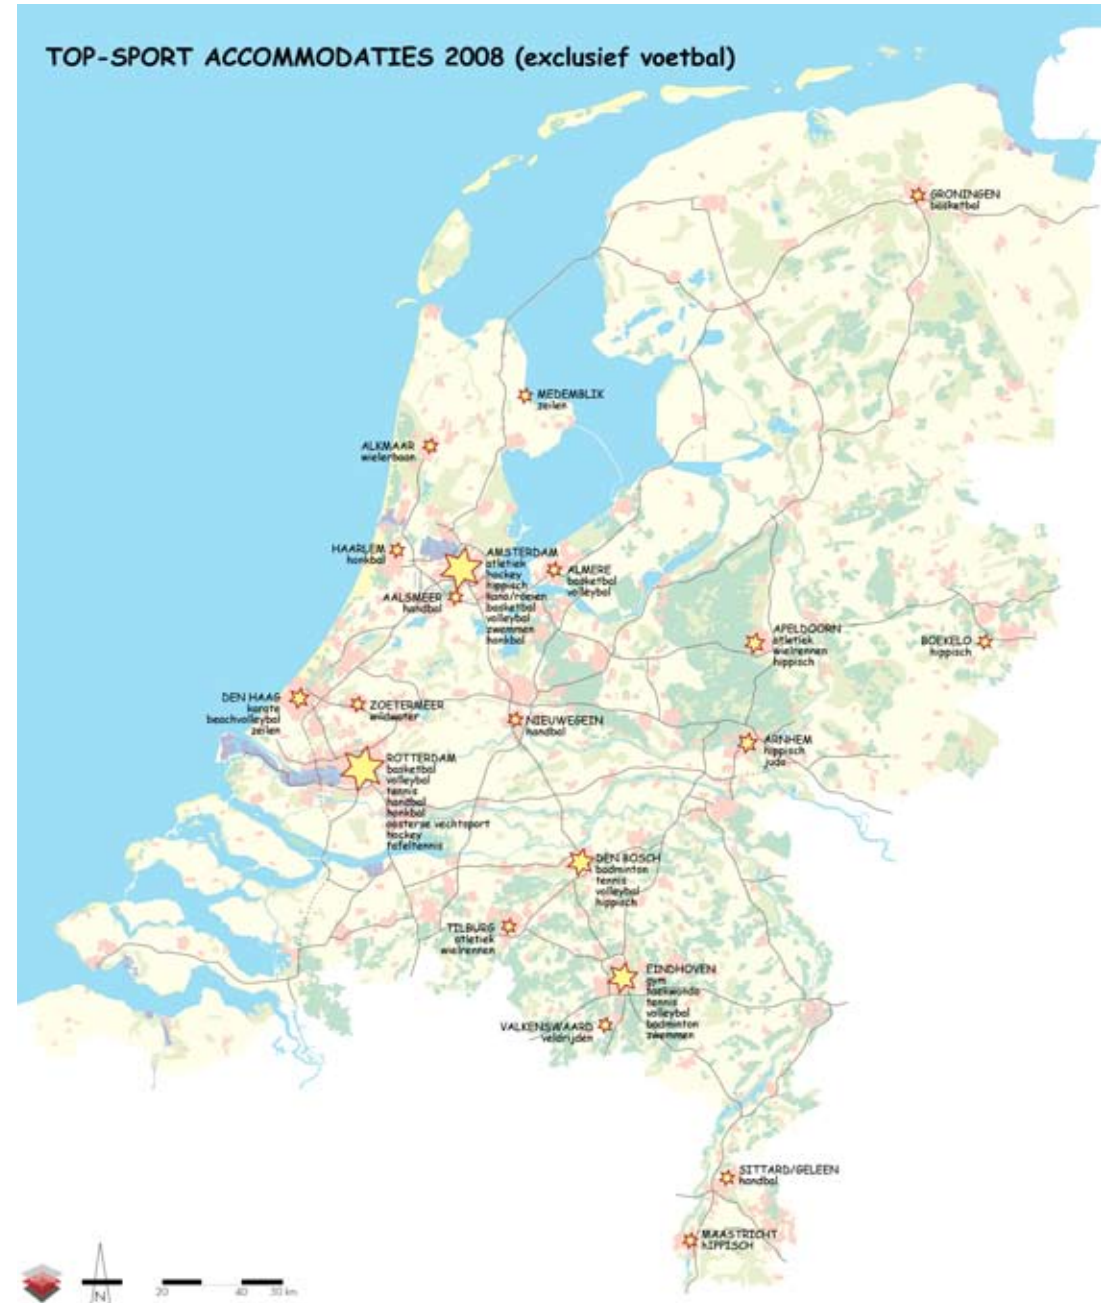 TOP-SPORT ACCOMMODATIES 2008 (exclusief voetbal)
GRONINGEN
basketbal
MEDEMBLIX
zeilen
ALKMAAR
wielerbaan
HAARLEM
honkbal
AMSTERDAM
atletiek
hockey
hippisch
kano/roeien
basketbal
volleybal
zwemmen
honkbal
ALMERE
basketbal
volleybal
AALSMEER
handbal
APELDOORN
atletiek
wielrennen
hippisch
BOEKELO
hippisch
DEN HAAG
karate
beachvolleybal
zeilen
ZOETERMEER
wildwater
NIEUWEGEIN
handbal
ARNHEM
hippisch
judo
ROTTERDAM
basketbal
volleybal
tennis
handbal
honkbal
oosterse vechtsport
hockey
tafeltennis
DEN BOSCH
badminton
tennis
volleybal
hippisch
TILBURG
atletiek
wielrennen
EINDHOVEN
gym
taekwondo
tennis
volleybal
badminton
zwemmen
VALKENSWAARD
veldrijden
SITTARD/GELEEN
handbal
MAASTRICHT
hIPPISCH
N
20 40 50 km